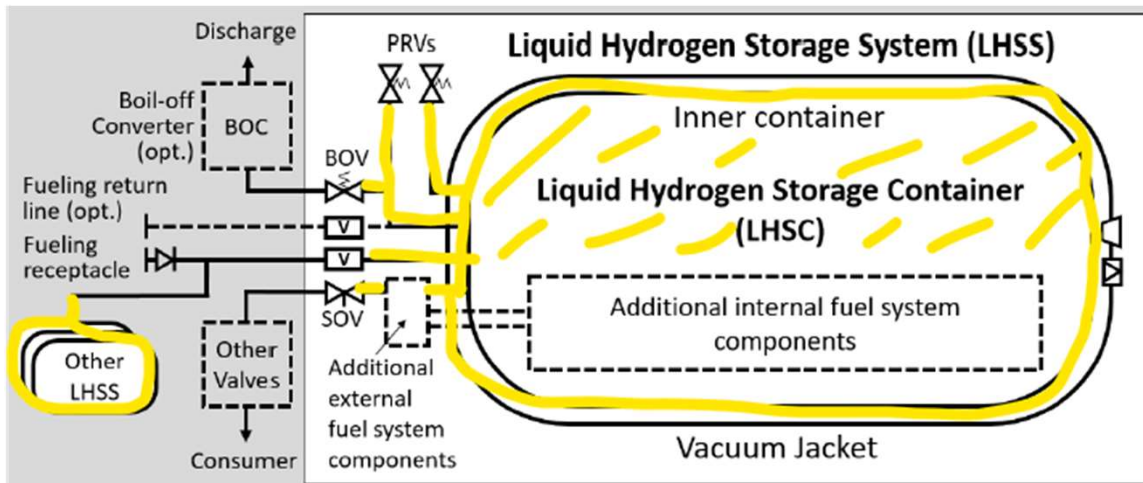 Discharge
PRVs
Liquid Hydrogen Storage System (LHSS)
Boil-off
Converter
(opt.)
BOC
Inner container
BOV
Fueling return
line (opt.)
V
Liquid Hydrogen Storage Container
(LHSC)
Fueling
receptacle
V
SOV
Additional internal fuel system
components
Other
LHSS
Other
Valves
Additional
external
fuel system
components
Vacuum Jacket
Consumer